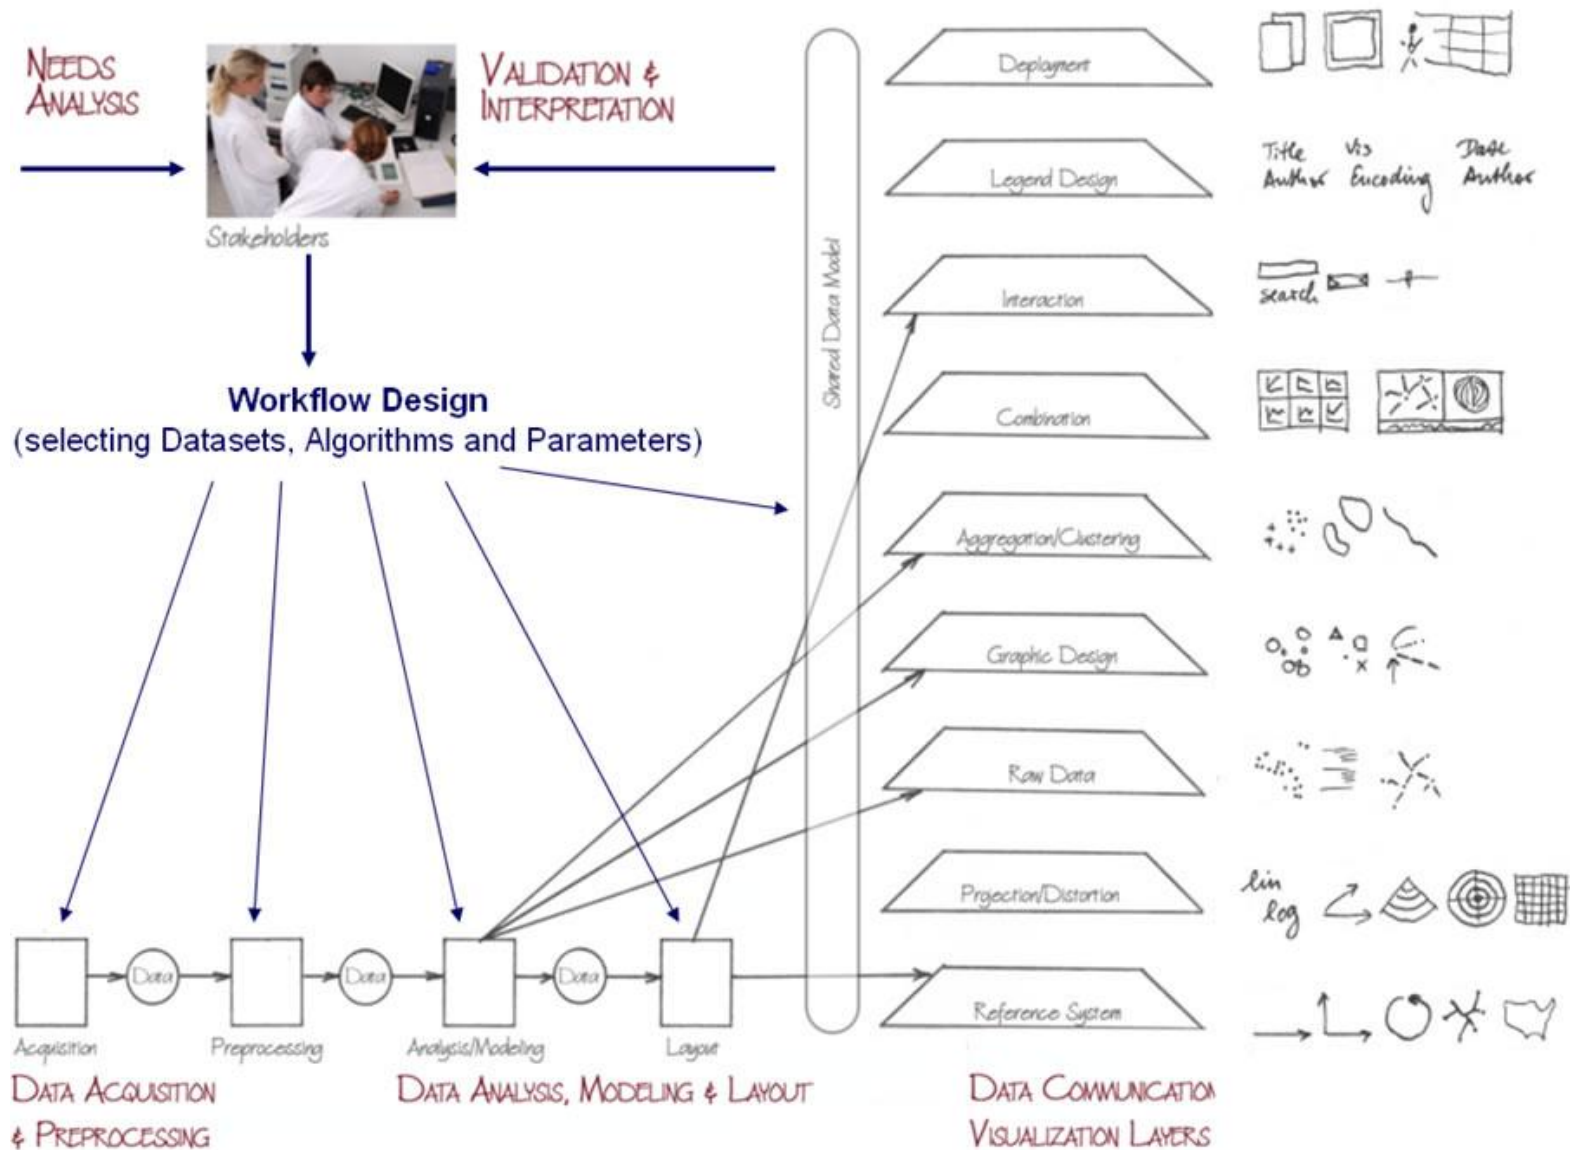 NEEDS
ANALYSIS
VALIDATION &
INTERPRETATION
Stakeholders
Workflow Design
(selecting Datasets, Algorithms and Parameters)
Shared Data Model
Deployment
Legend Design
Title Vis Date
Author Encoding Author
Interaction
search
Combination
Aggregation/Clustering
Graphic Design
Raw Data
Projection/Distortion
lin
log
Reference System
Data
Data
Data
Acquisition
Preprocessing
Analysis/Modeling
Layout
DATA ACQUISITION
& PREPROCESSING
DATA ANALYSIS, MODELING & LAYOUT
DATA COMMUNICATION
VISUALIZATION LAYERS